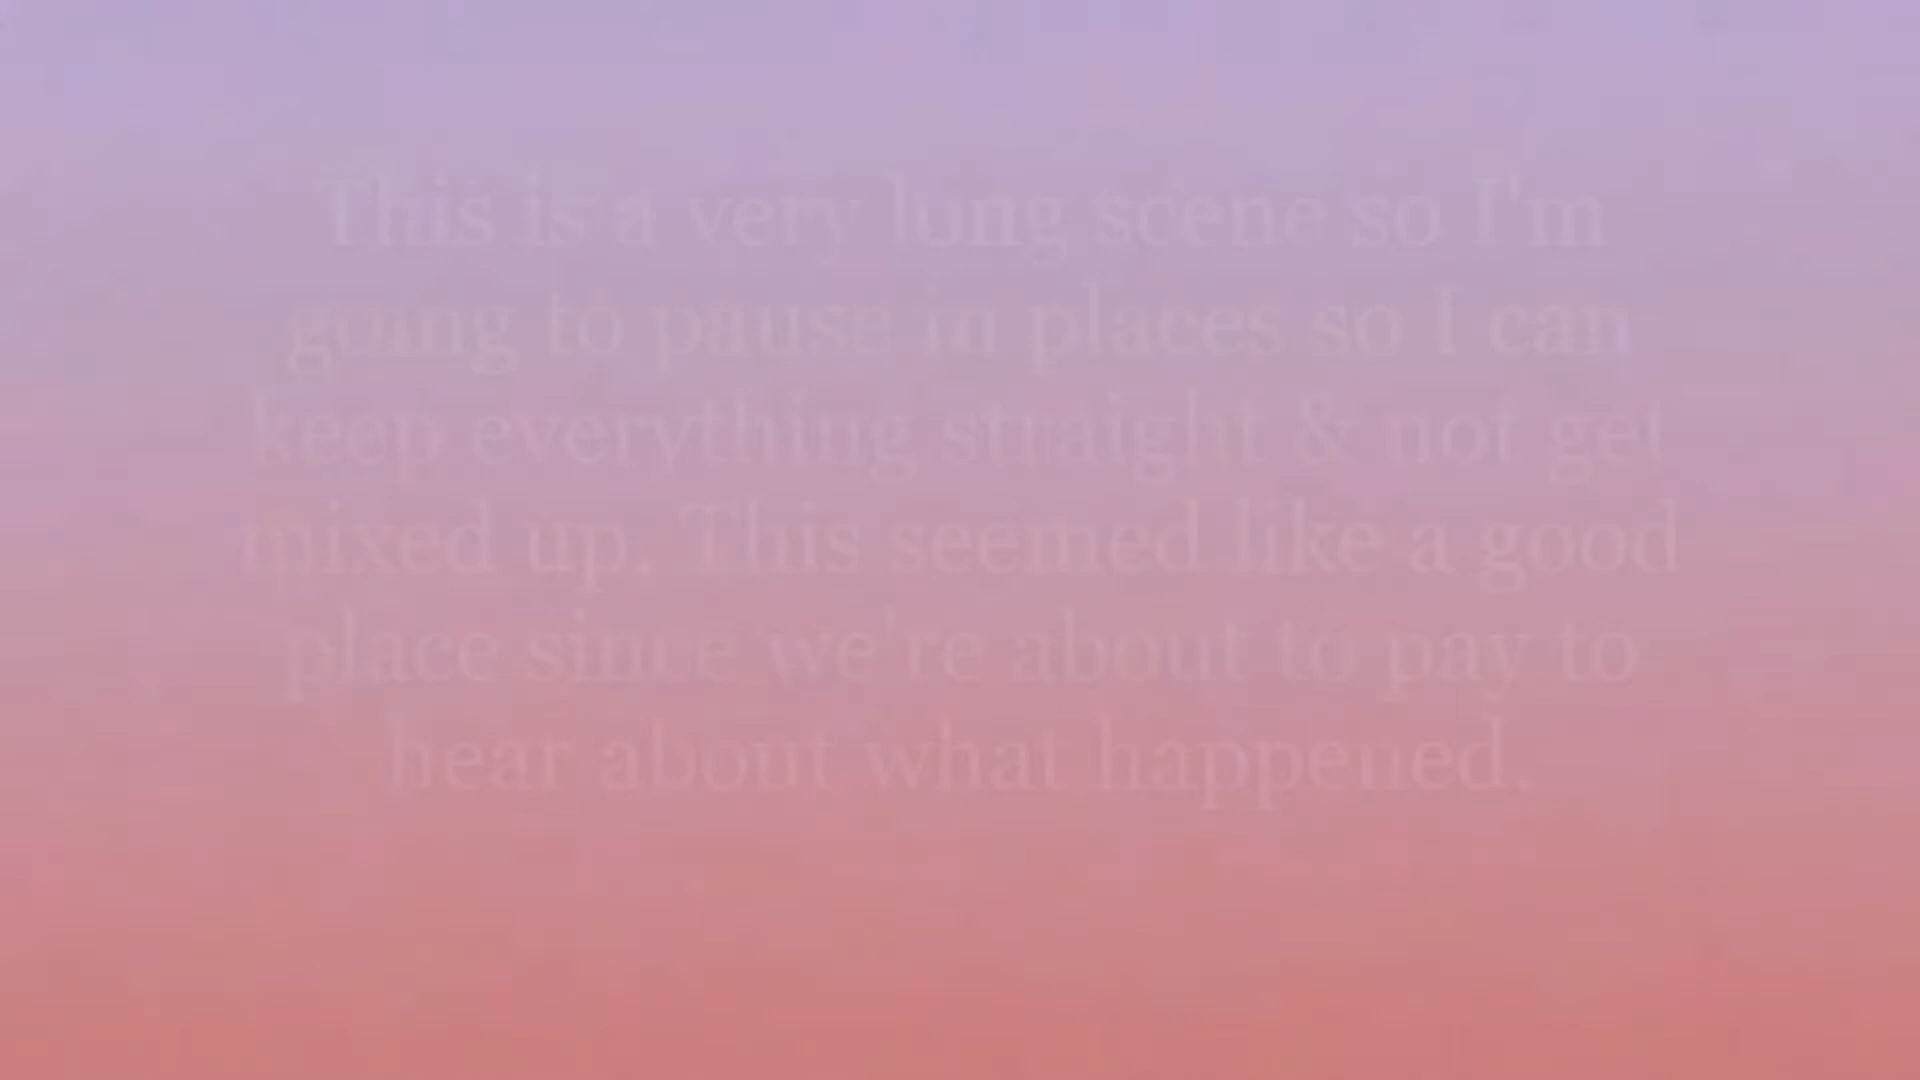 This is a very long scene so I'm
going to pause in places so I can
keep everything straight & not get
mixed up. This seemed like a good
place since we're about to pay to
hear about what happened.